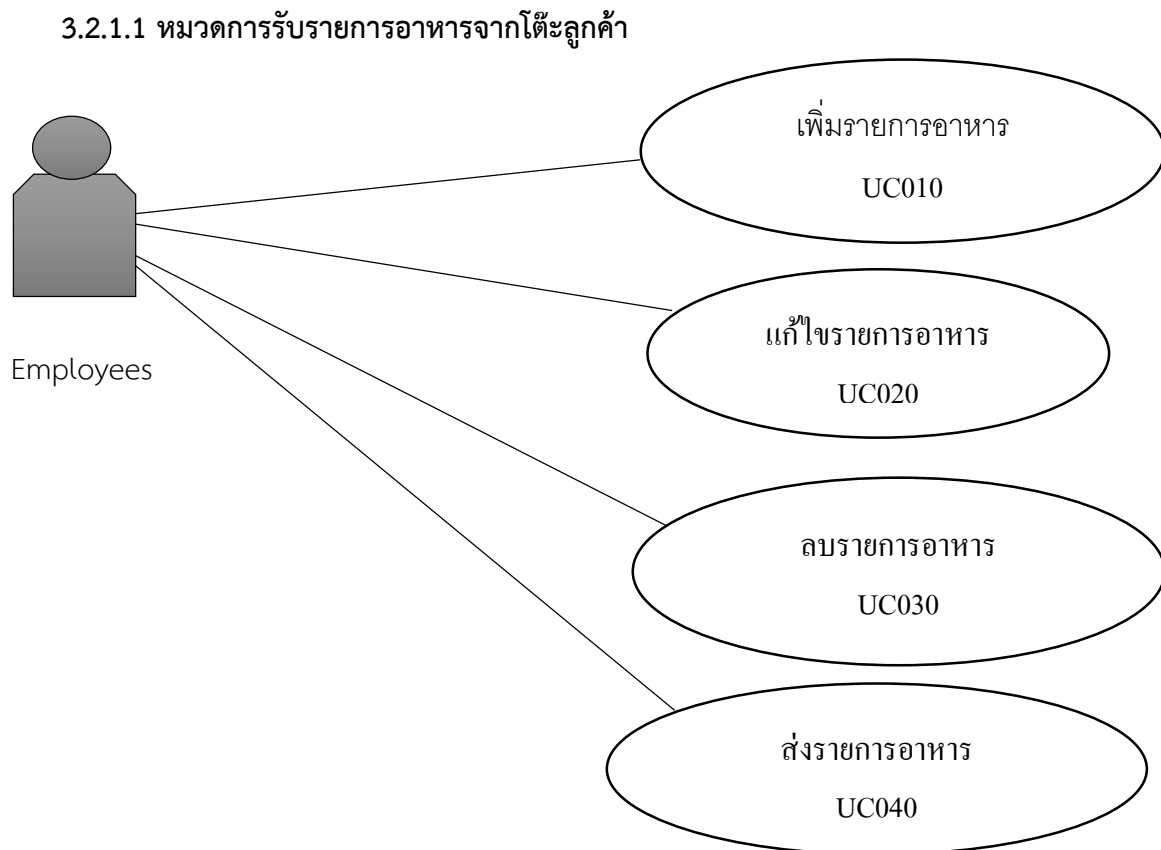 3.2.1.1 หมวดการรับรายการอาหารจากโต๊ะลูกค้า
เพิ่มรายการอาหาร
UC010
แก้ไขรายการอาหาร
UC020
Employees
ลบรายการอาหาร
UC030
ส่งรายการอาหาร
UC040